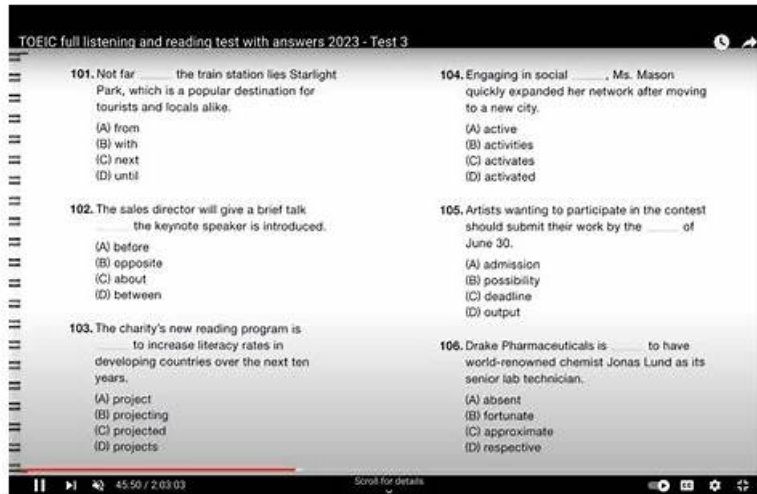 TOEIC full listening and reading test with answers 2023 - Test 3
101. Not far _____ the train station lies Starlight
Park, which is a popular destination for
tourists and locals alike.
(A) from
(B) with
(C) next
(D) until
102. The sales director will give a brief talk
_____ the keynote speaker is introduced.
(A) before
(B) opposite
(C) about
(D) between
103. The charity's new reading program is
_____ to increase literacy rates in
developing countries over the next ten
years.
(A) project
(B) projecting
(C) projected
(D) projects
104. Engaging in social _____, Ms. Mason
quickly expanded her network after moving
to a new city.
(A) active
(B) activities
(C) activates
(D) activated
105. Artists wanting to participate in the contest
should submit their work by the _____ of
June 30.
(A) admission
(B) possibility
(C) deadline
(D) output
106. Drake Pharmaceuticals is _____ to have
world-renowned chemist Jonas Lund as its
senior lab technician.
(A) absent
(B) fortunate
(C) approximate
(D) respective
45:50 / 2:03:03
Scroll for details